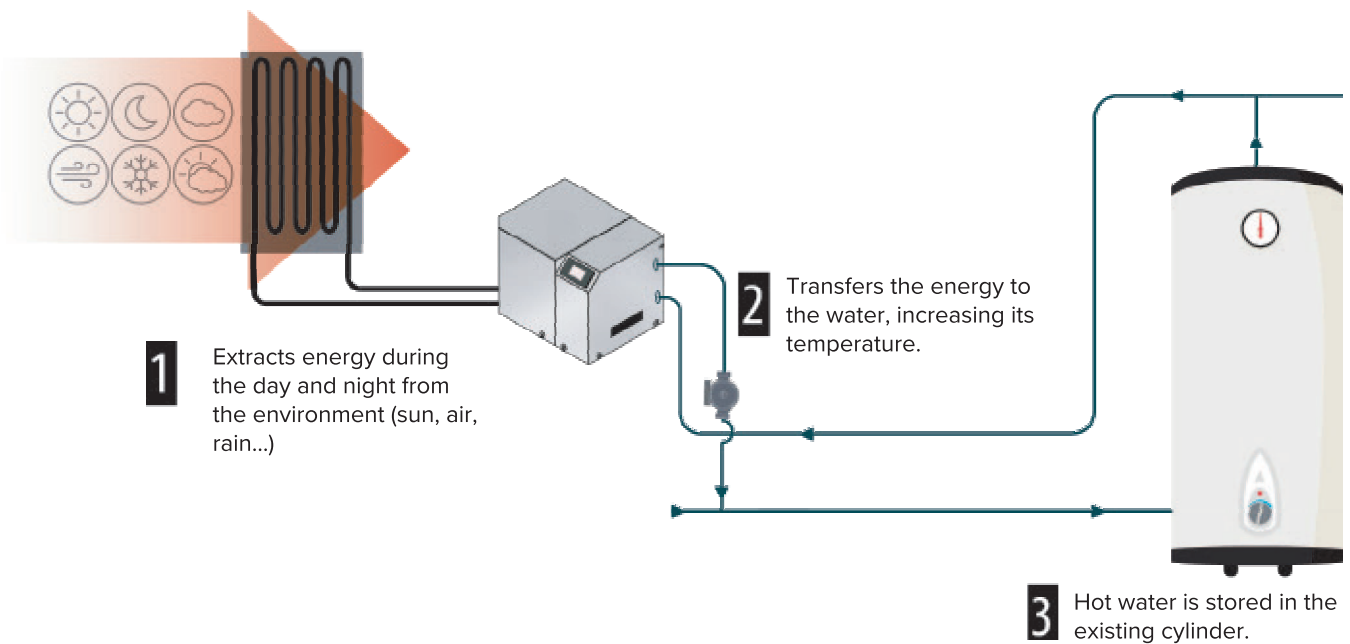 1
Extracts energy during
the day and night from
the environment (sun, air,
rain...)
2
Transfers the energy to
the water, increasing its
temperature.
3
Hot water is stored in the
existing cylinder.